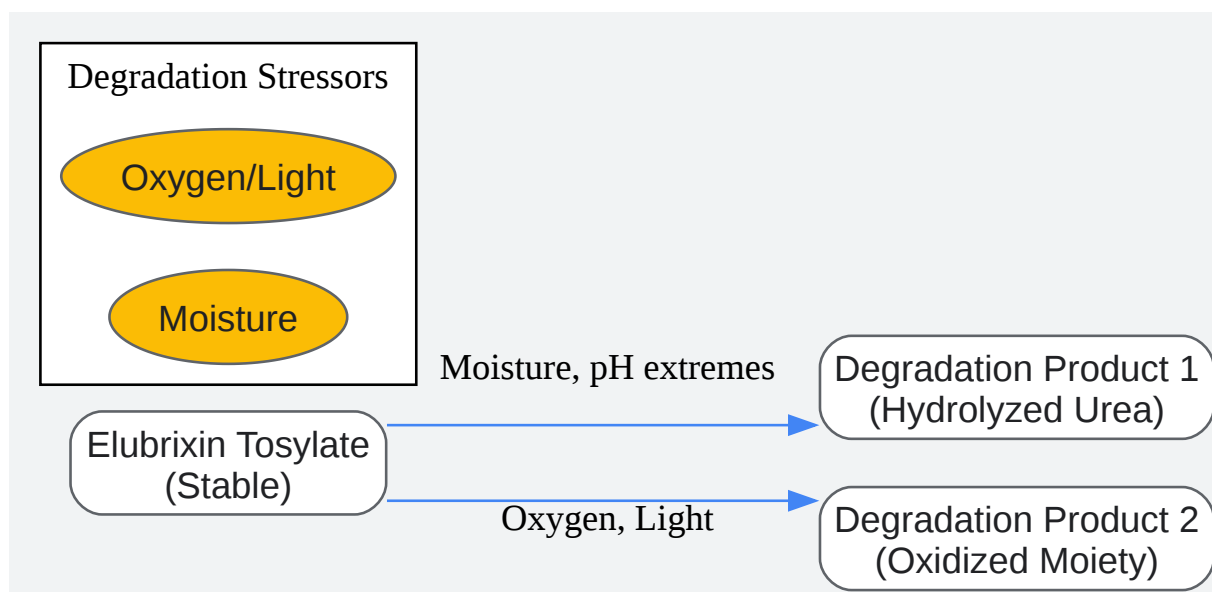 Degradation Stressors
Oxygen/Light
Moisture
Moisture, pH extremes
Degradation Product 1
(Hydrolyzed Urea)
Elubrixin Tosylate
(Stable)
Oxygen, Light
Degradation Product 2
(Oxidized Moiety)